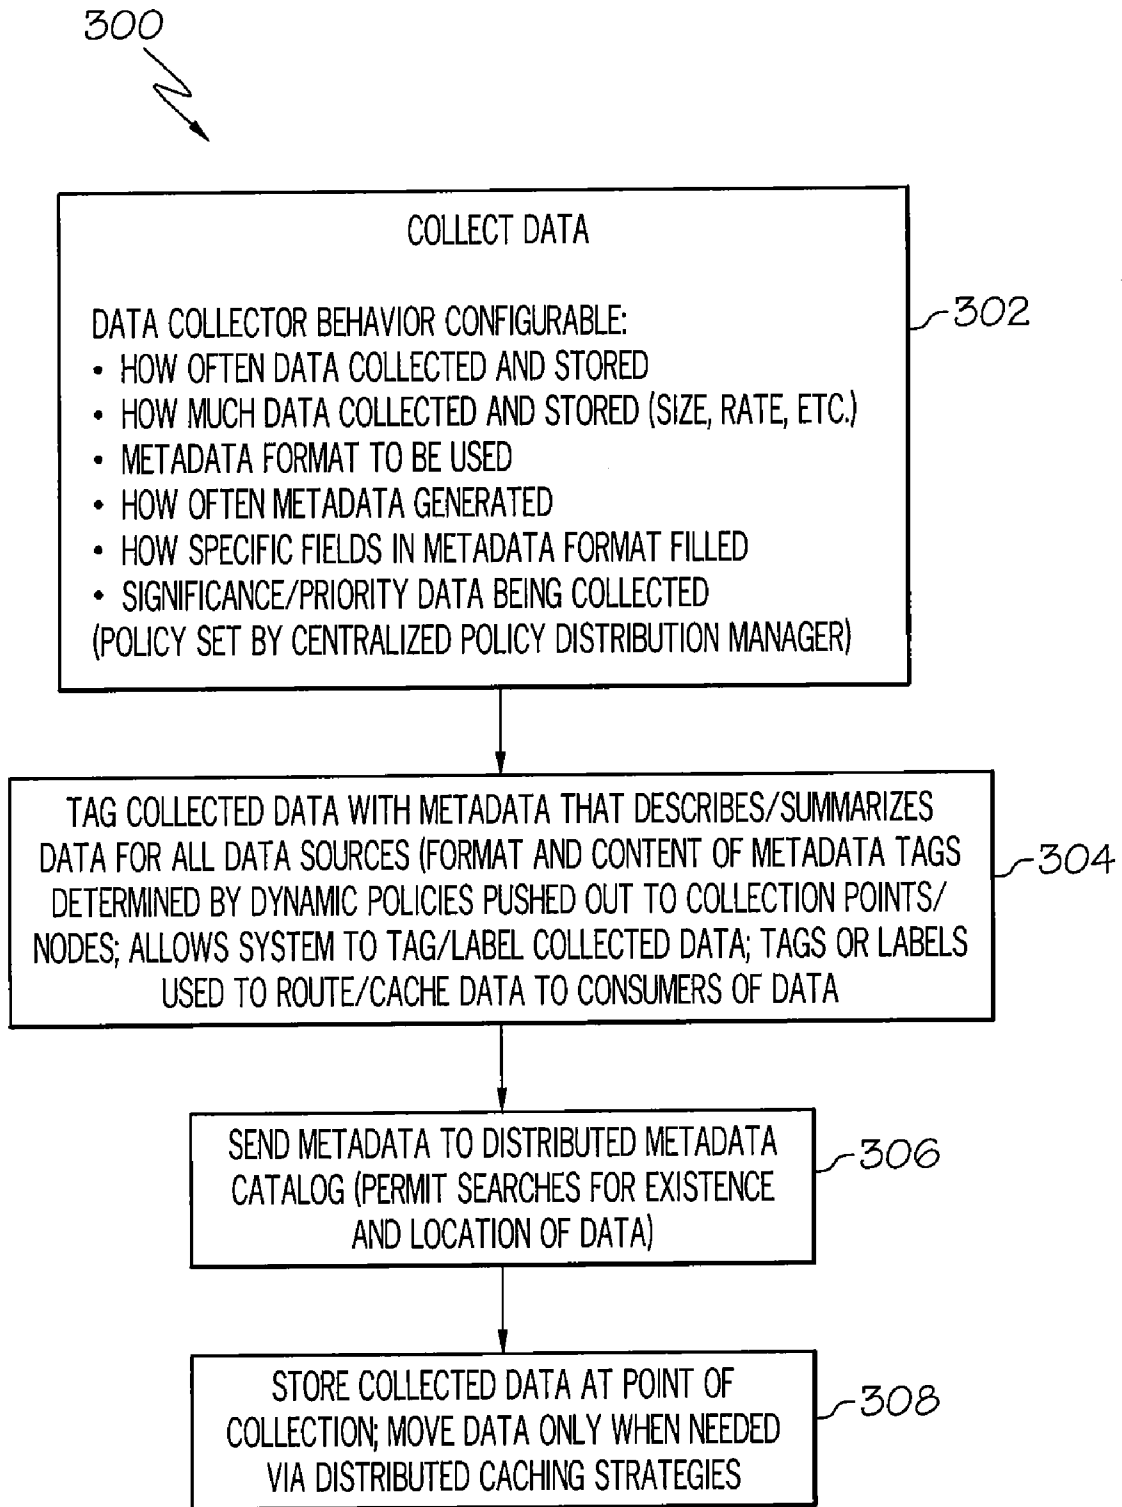 300
COLLECT DATA
DATA COLLECTOR BEHAVIOR CONFIGURABLE:
• HOW OFTEN DATA COLLECTED AND STORED
• HOW MUCH DATA COLLECTED AND STORED (SIZE, RATE, ETC.)
• METADATA FORMAT TO BE USED
• HOW OFTEN METADATA GENERATED
• HOW SPECIFIC FIELDS IN METADATA FORMAT FILLED
• SIGNIFICANCE/PRIORITY DATA BEING COLLECTED
(POLICY SET BY CENTRALIZED POLICY DISTRIBUTION MANAGER)
302
TAG COLLECTED DATA WITH METADATA THAT DESCRIBES/SUMMARIZES
DATA FOR ALL DATA SOURCES (FORMAT AND CONTENT OF METADATA TAGS
DETERMINED BY DYNAMIC POLICIES PUSHED OUT TO COLLECTION POINTS/
NODES; ALLOWS SYSTEM TO TAG/LABEL COLLECTED DATA; TAGS OR LABELS
USED TO ROUTE/CACHE DATA TO CONSUMERS OF DATA
304
SEND METADATA TO DISTRIBUTED METADATA
CATALOG (PERMIT SEARCHES FOR EXISTENCE
AND LOCATION OF DATA)
306
STORE COLLECTED DATA AT POINT OF
COLLECTION; MOVE DATA ONLY WHEN NEEDED
VIA DISTRIBUTED CACHING STRATEGIES
308